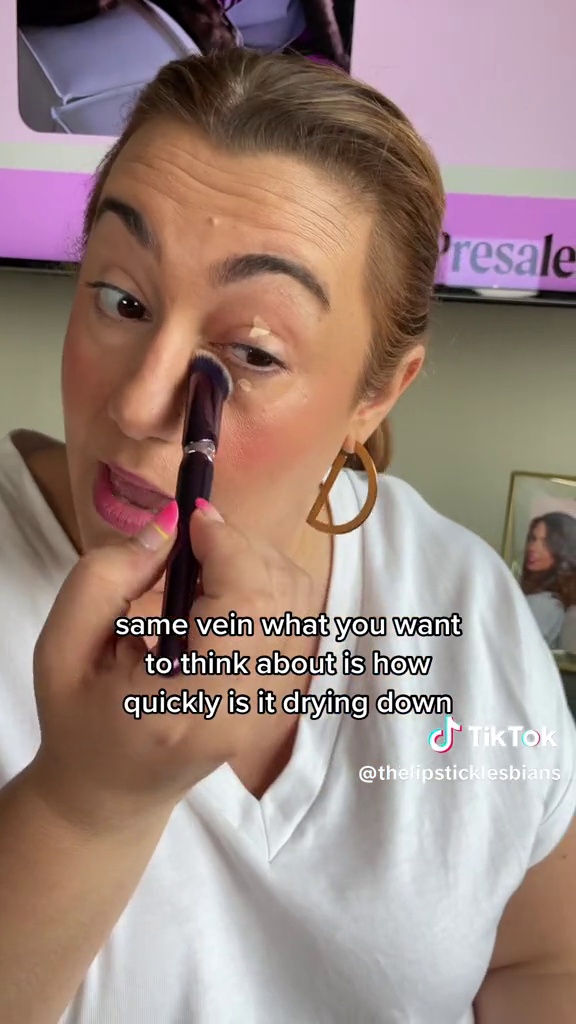 Presale
same vein what you want
to think about is how
quickly is it drying down
TikTok
@thelipsticklesbians